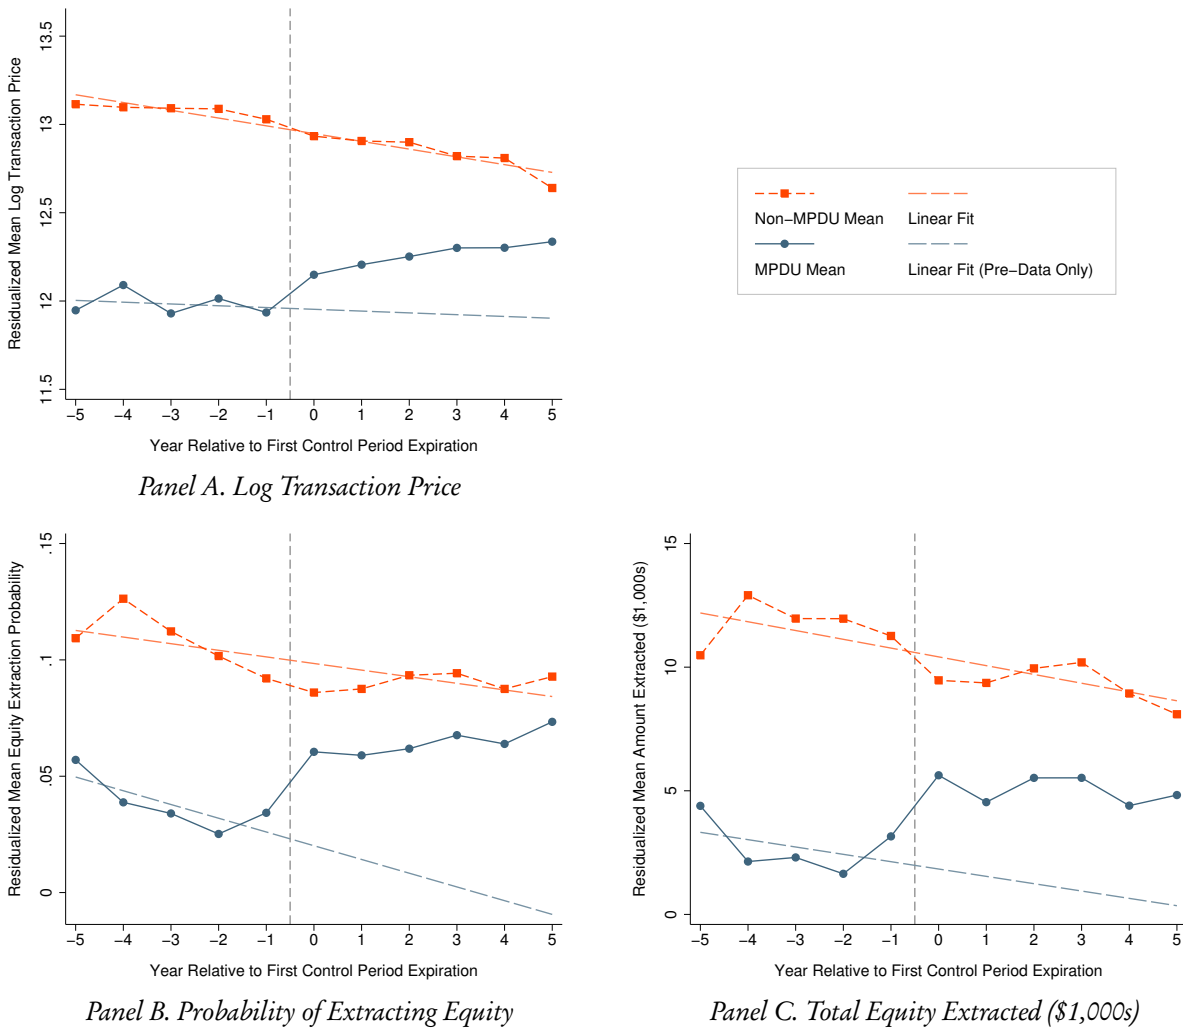 Residualized Mean Log Transaction Price
13.5
13
12.5
12
11.5
−5 −4 −3 −2 −1 0 1 2 3 4 5
Year Relative to First Control Period Expiration
Panel A. Log Transaction Price
Non−MPDU Mean Linear Fit
MPDU Mean Linear Fit (Pre−Data Only)
Residualized Mean Equity Extraction Probability
.15
.1
.05
0
−5 −4 −3 −2 −1 0 1 2 3 4 5
Year Relative to First Control Period Expiration
Panel B. Probability of Extracting Equity
Residualized Mean Amount Extracted ($1,000s)
15
10
5
0
−5 −4 −3 −2 −1 0 1 2 3 4 5
Year Relative to First Control Period Expiration
Panel C. Total Equity Extracted ($1,000s)